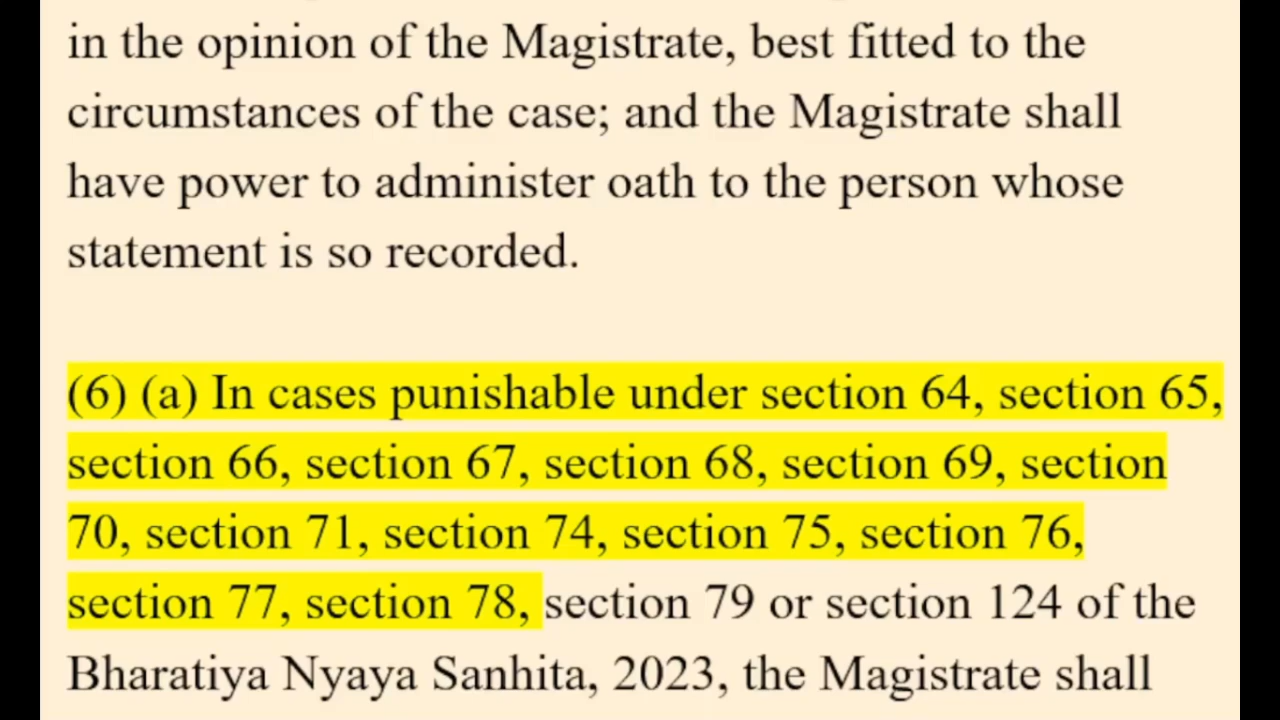 in the opinion of the Magistrate, best fitted to the
circumstances of the case; and the Magistrate shall
have power to administer oath to the person whose
statement is so recorded.
(6) (a) In cases punishable under section 64, section 65,
section 66, section 67, section 68, section 69, section
70, section 71, section 74, section 75, section 76,
section 77, section 78, section 79 or section 124 of the
Bharatiya Nyaya Sanhita, 2023, the Magistrate shall